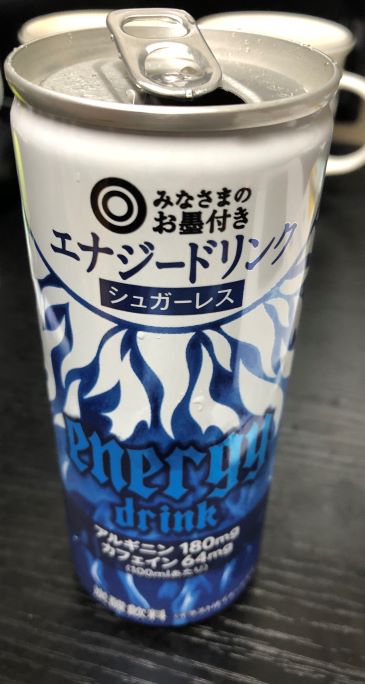 みなさまの
お墨付き
エナジードリンク
シュガーレス
energy
drink
アルギニン 180mg
カフェイン 64mg
(100mlあたり)
炭酸飲料